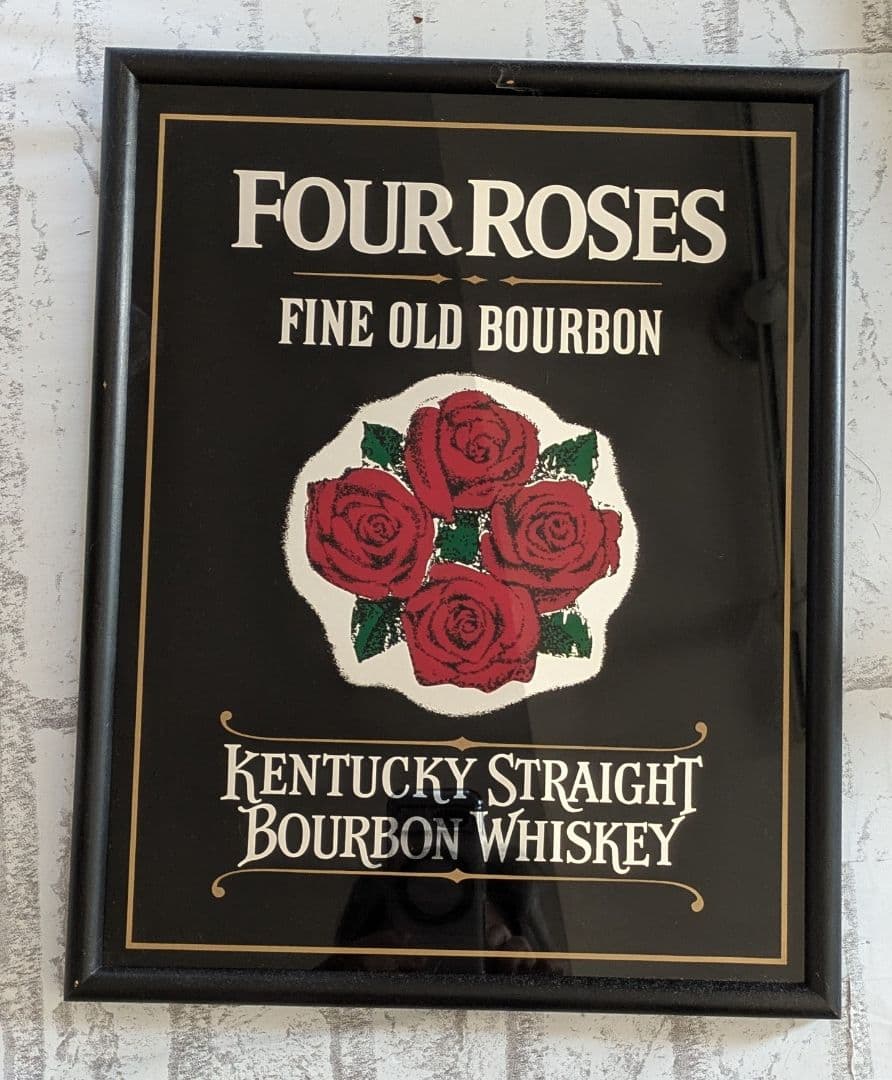 FOUR ROSES
FINE OLD BOURBON
KENTUCKY STRAIGHT
BOURBON WHISKEY